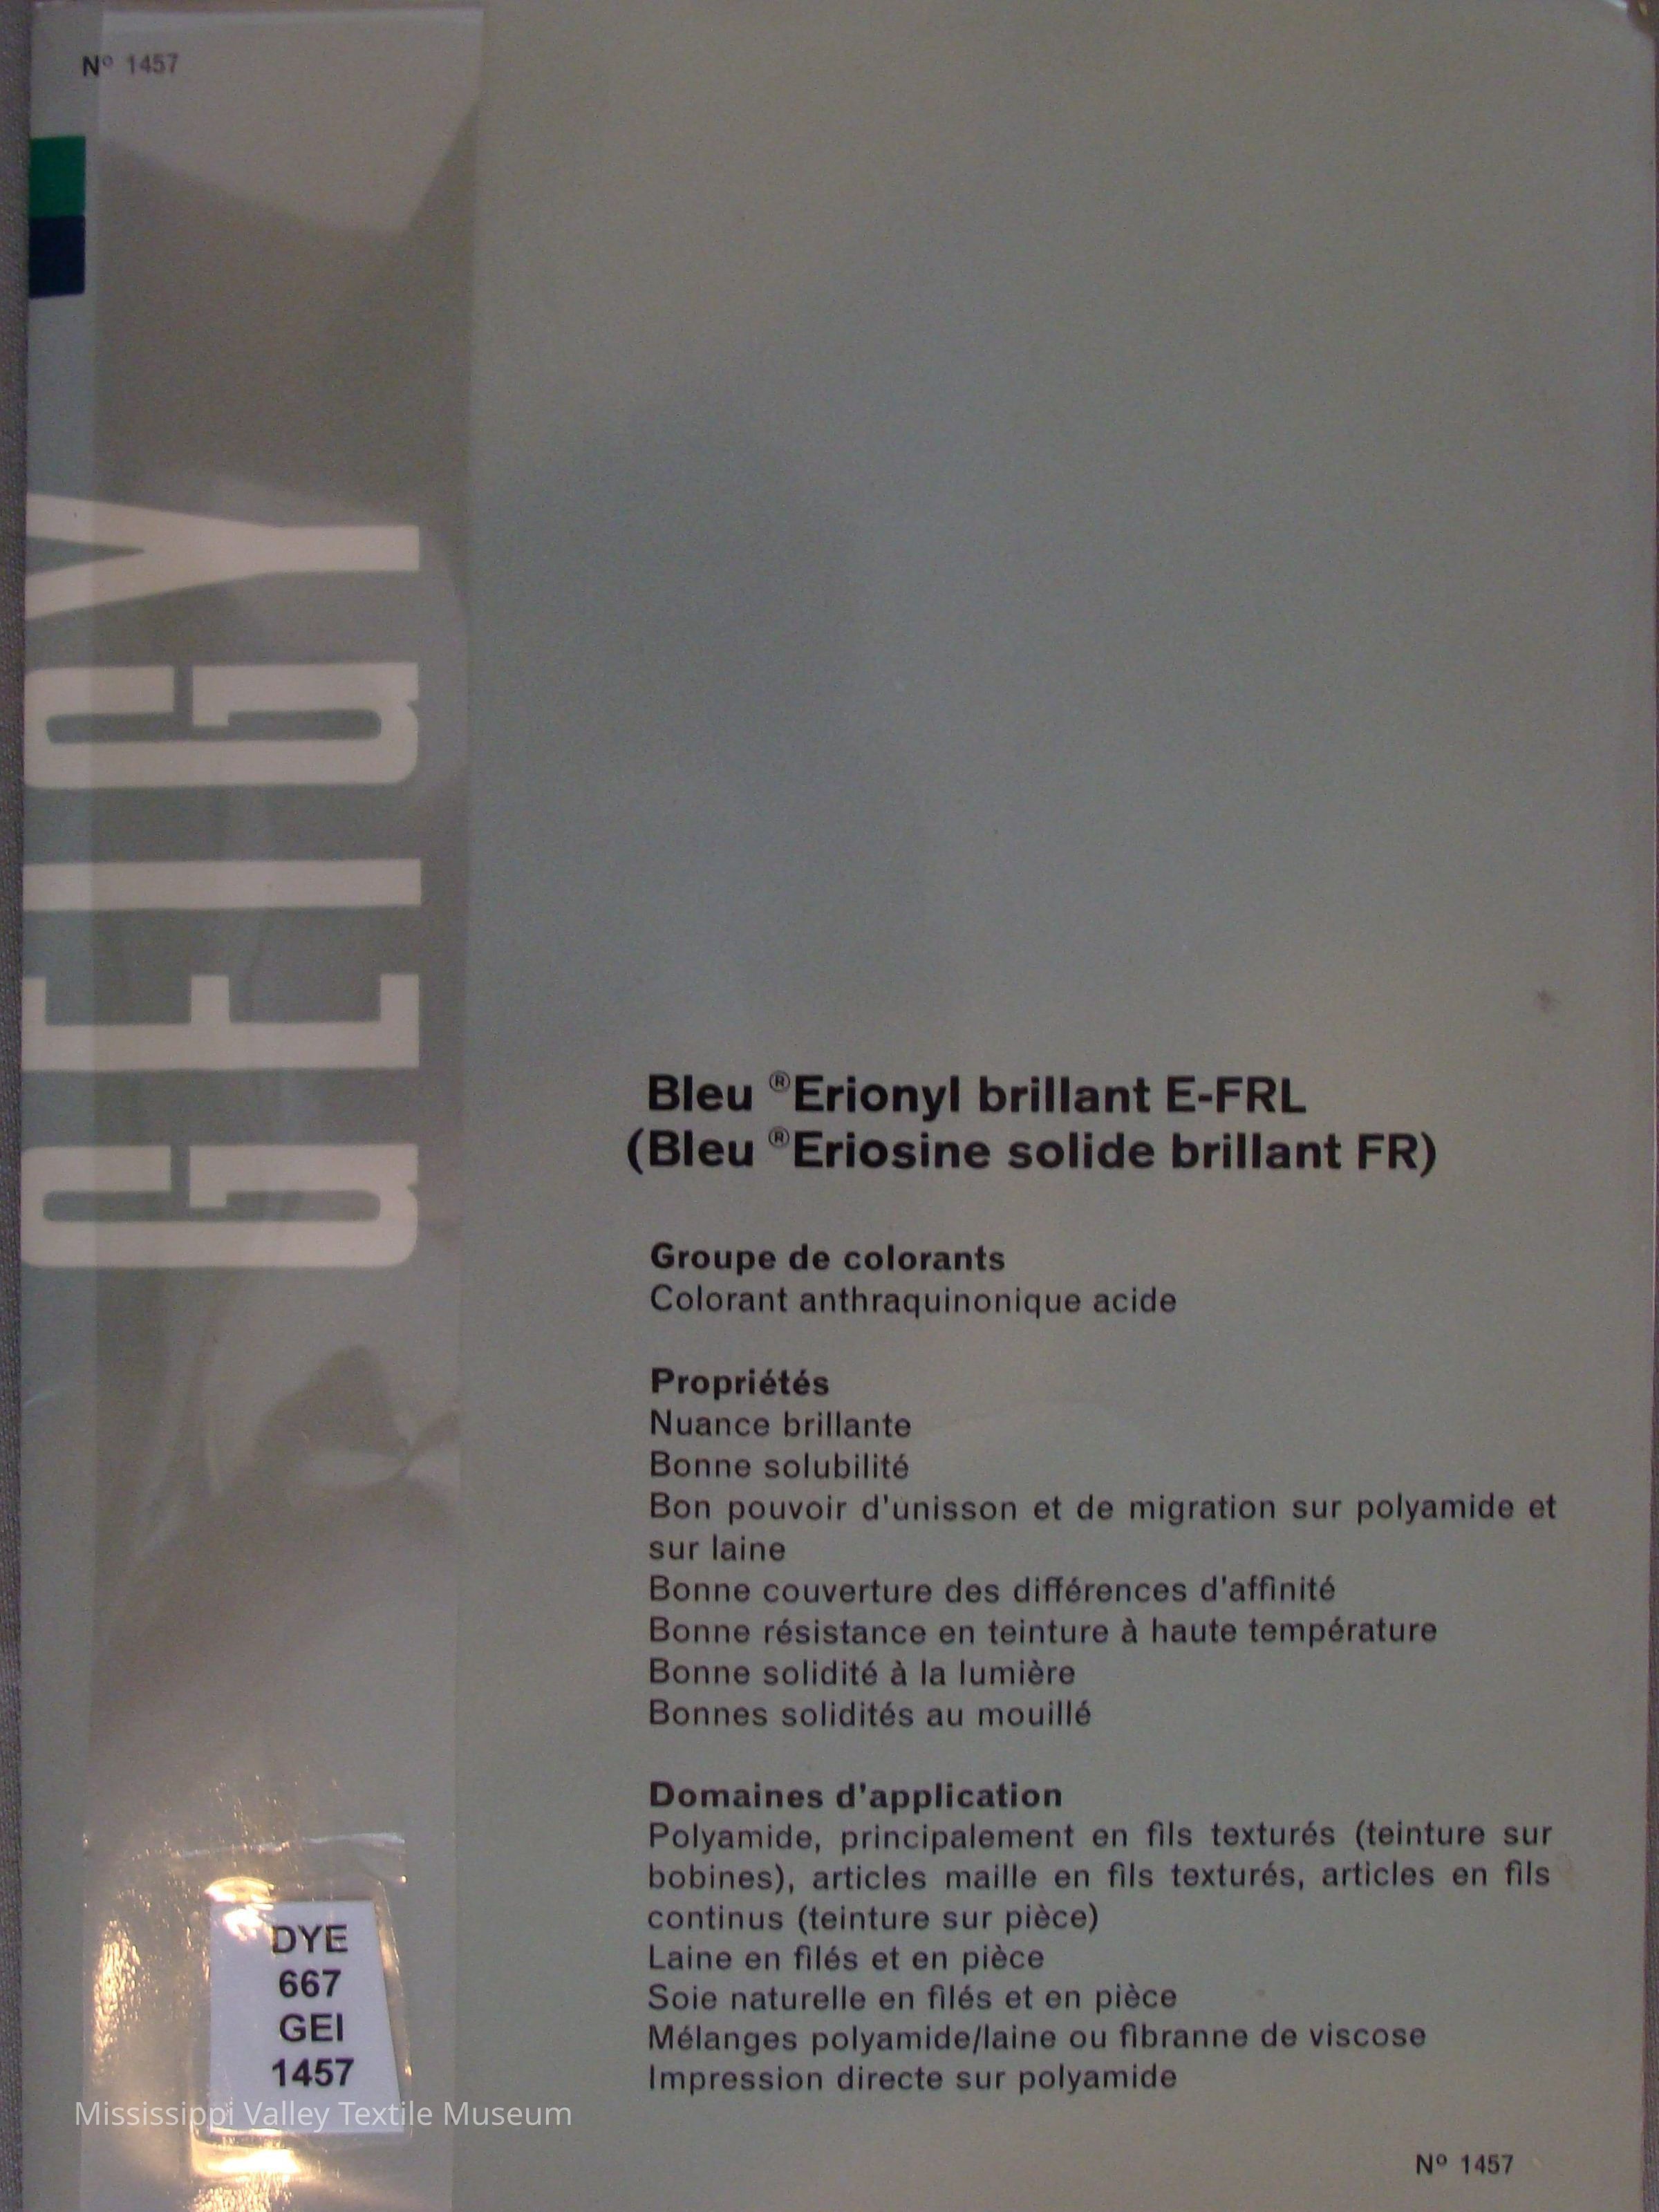 Nº 1457
GEIGY
Bleu ®Erionyl brillant E-FRL
(Bleu ®Eriosine solide brillant FR)
Groupe de colorants
Colorant anthraquinonique acide
Propriétés
Nuance brillante
Bonne solubilité
Bon pouvoir d'unisson et de migration sur polyamide et
sur laine
Bonne couverture des différences d'affinité
Bonne résistance en teinture à haute température
Bonne solidité à la lumière
Bonnes solidités au mouillé
Domaines d'application
Polyamide, principalement en fils texturés (teinture sur
bobines), articles maille en fils texturés, articles en fils
continus (teinture sur pièce)
Laine en filés et en pièce
Soie naturelle en filés et en pièce
Mélanges polyamide/laine ou fibranne de viscose
Impression directe sur polyamide
DYE
667
GEI
1457
Mississippi Valley Textile Museum
Nº 1457